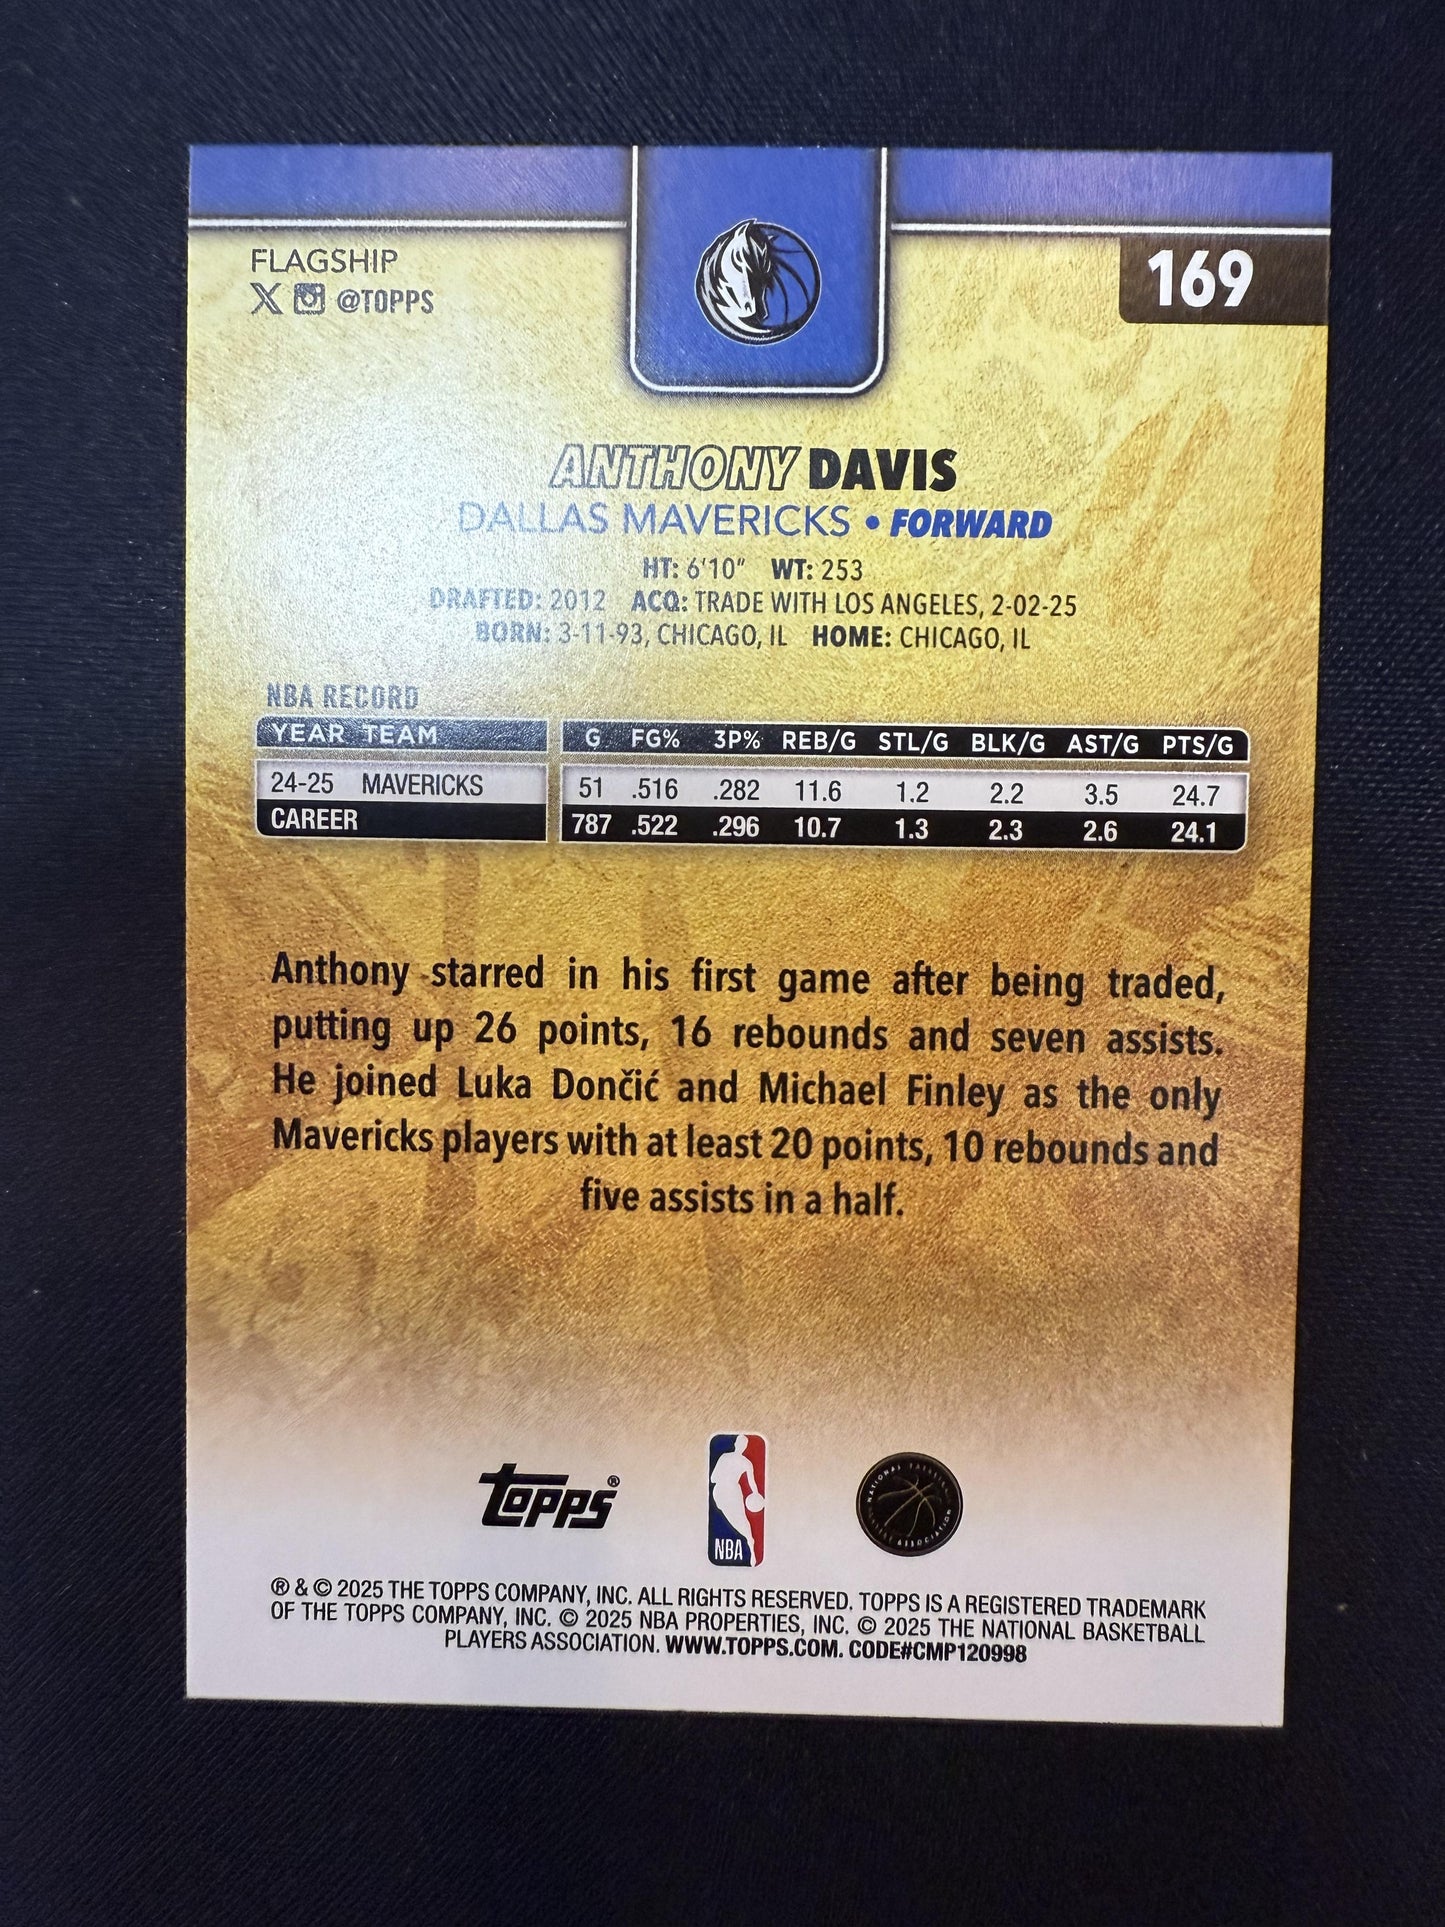 FLAGSHIP
X @TOPPS
169
ANTHONY DAVIS
DALLAS MAVERICKS • FORWARD
HT: 6'10" WT: 253
DRAFTED: 2012 ACQ: TRADE WITH LOS ANGELES, 2-02-25
BORN: 3-11-93, CHICAGO, IL HOME: CHICAGO, IL
NBA RECORD
YEAR TEAM G FG% 3P% REB/G STL/G BLK/G AST/G PTS/G
24-25 MAVERICKS 51 .516 .282 11.6 1.2 2.2 3.5 24.7
CAREER 787 .522 .296 10.7 1.3 2.3 2.6 24.1
Anthony starred in his first game after being traded,
putting up 26 points, 16 rebounds and seven assists.
He joined Luka Dončić and Michael Finley as the only
Mavericks players with at least 20 points, 10 rebounds and
five assists in a half.
TOPPS®
NBA
NATIONAL BASKETBALL PLAYERS ASSOCIATION
® & © 2025 THE TOPPS COMPANY, INC. ALL RIGHTS RESERVED. TOPPS IS A REGISTERED TRADEMARK
OF THE TOPPS COMPANY, INC. © 2025 NBA PROPERTIES, INC. © 2025 THE NATIONAL BASKETBALL
PLAYERS ASSOCIATION. WWW.TOPPS.COM. CODE#CMP120998